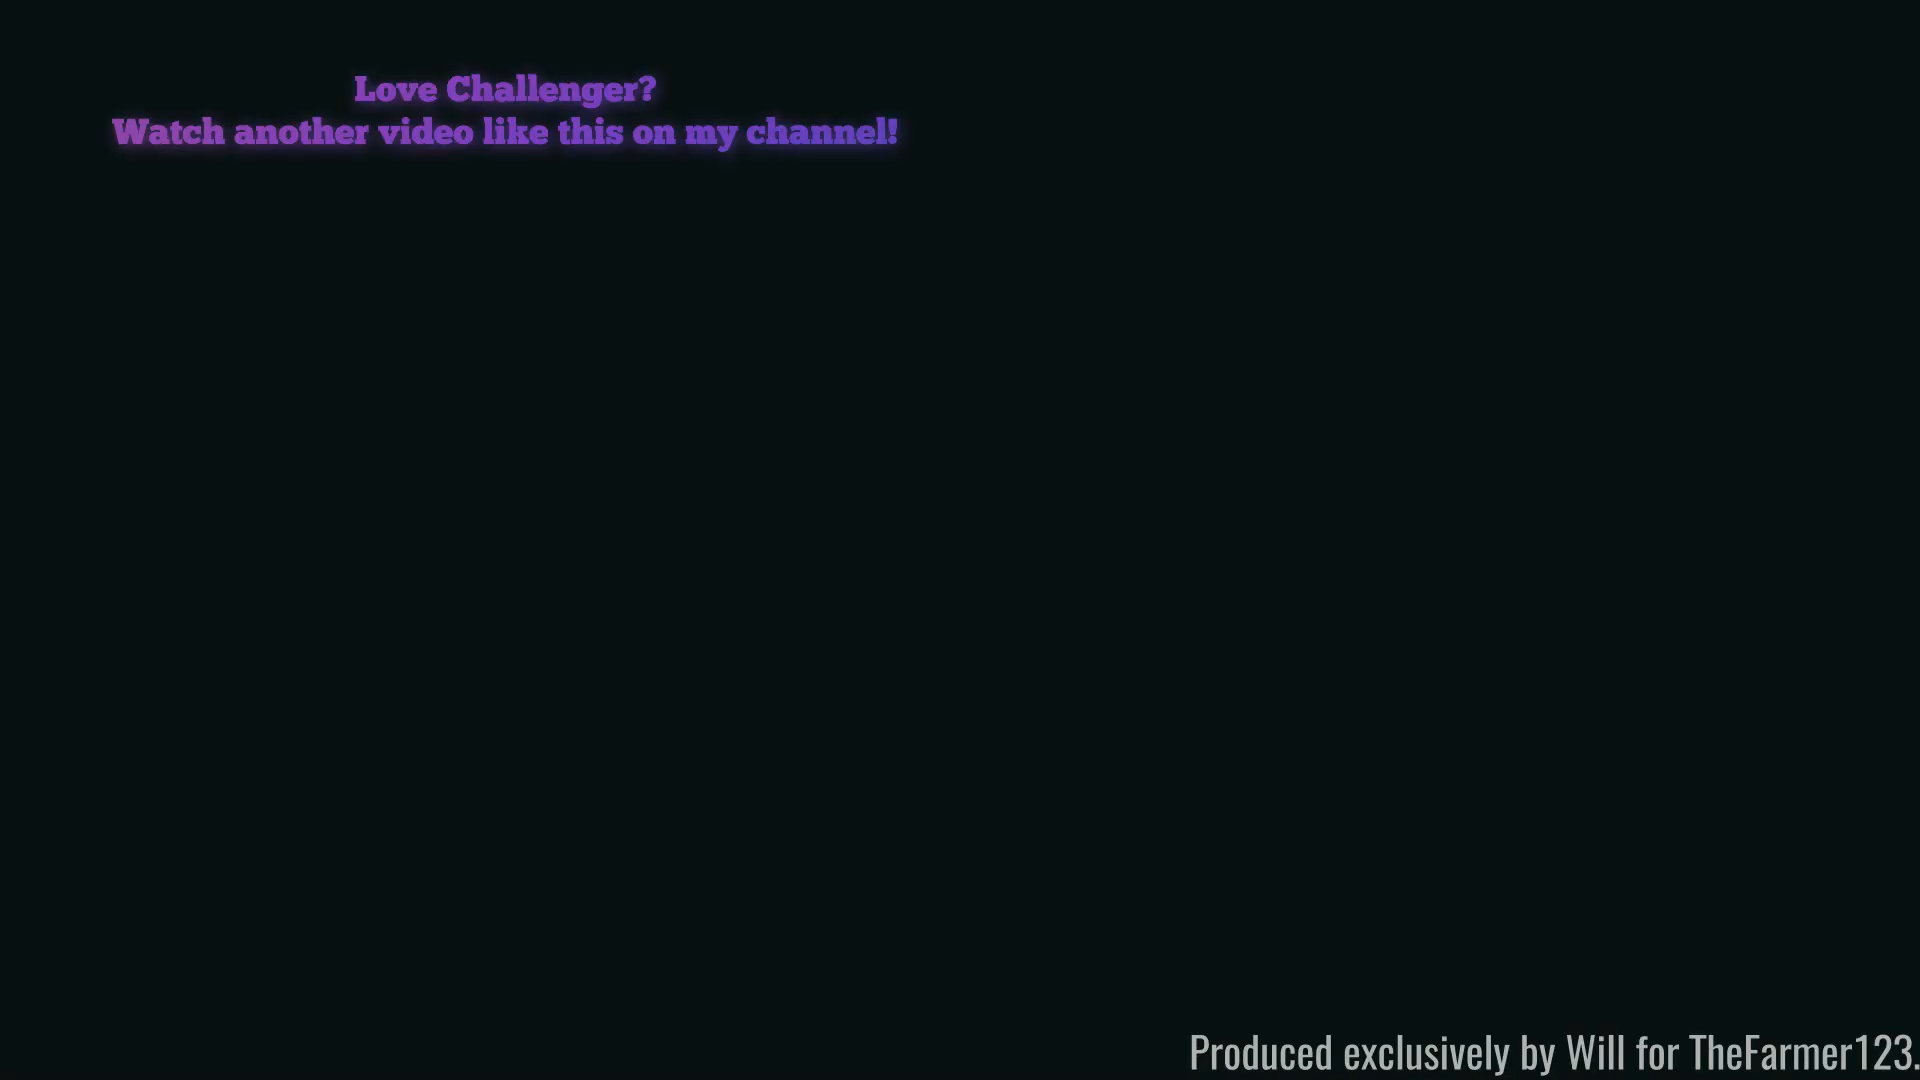 Love Challenger?
Watch another video like this on my channel!
Produced exclusively by Will for TheFarmer123.